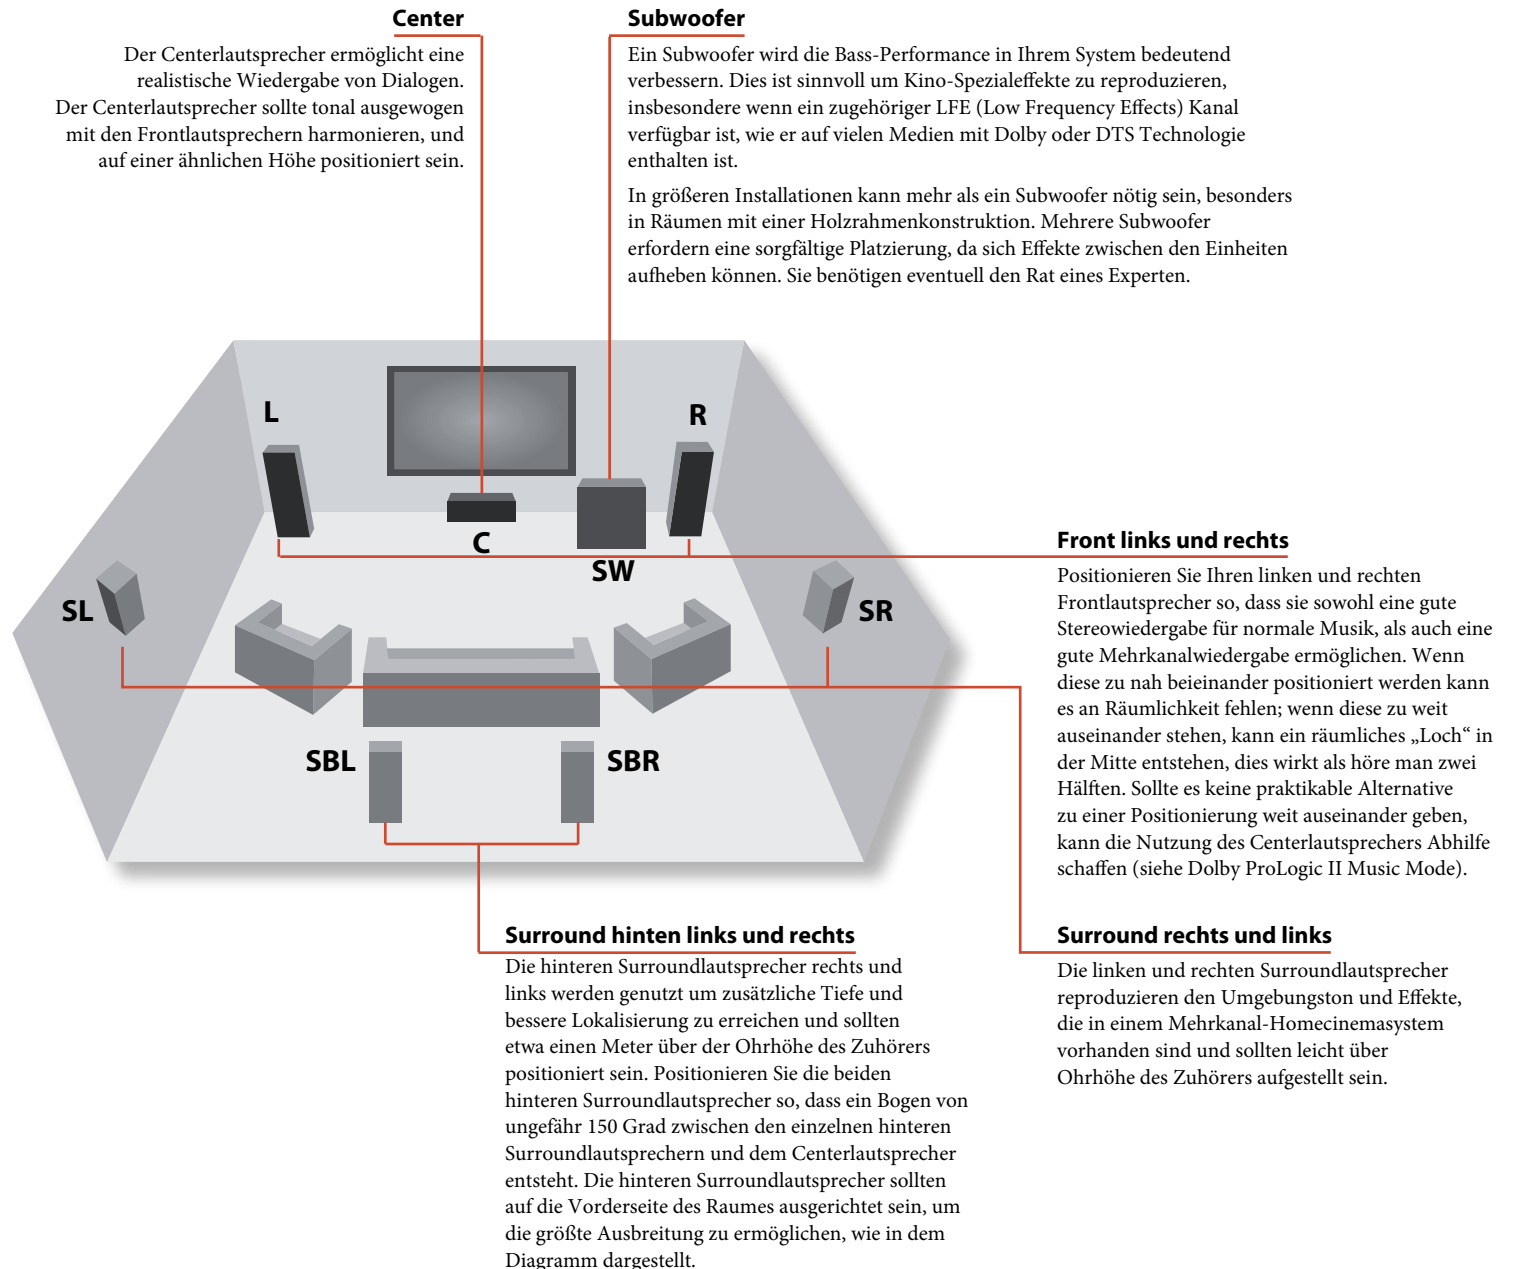 Center
Der Centerlautsprecher ermöglicht eine
realistische Wiedergabe von Dialogen.
Der Centerlautsprecher sollte tonal ausgewogen
mit den Frontlautsprechern harmonieren, und
auf einer ähnlichen Höhe positioniert sein.
Subwoofer
Ein Subwoofer wird die Bass-Performance in Ihrem System bedeutend
verbessern. Dies ist sinnvoll um Kino-Spezialeffekte zu reproduzieren,
insbesondere wenn ein zugehöriger LFE (Low Frequency Effects) Kanal
verfügbar ist, wie er auf vielen Medien mit Dolby oder DTS Technologie
enthalten ist.
In größeren Installationen kann mehr als ein Subwoofer nötig sein, besonders
in Räumen mit einer Holzrahmenkonstruktion. Mehrere Subwoofer
erfordern eine sorgfältige Platzierung, da sich Effekte zwischen den Einheiten
aufheben können. Sie benötigen eventuell den Rat eines Experten.
L
R
C
SW
SL
SR
SBL
SBR
Front links und rechts
Positionieren Sie Ihren linken und rechten
Frontlautsprecher so, dass sie sowohl eine gute
Stereowiedergabe für normale Musik, als auch eine
gute Mehrkanalwiedergabe ermöglichen. Wenn
diese zu nah beieinander positioniert werden kann
es an Räumlichkeit fehlen; wenn diese zu weit
auseinander stehen, kann ein räumliches „Loch“ in
der Mitte entstehen, dies wirkt als höre man zwei
Hälften. Sollte es keine praktikable Alternative
zu einer Positionierung weit auseinander geben,
kann die Nutzung des Centerlautsprechers Abhilfe
schaffen (siehe Dolby ProLogic II Music Mode).
Surround hinten links und rechts
Die hinteren Surroundlautsprecher rechts und
links werden genutzt um zusätzliche Tiefe und
bessere Lokalisierung zu erreichen und sollten
etwa einen Meter über der Ohrhöhe des Zuhörers
positioniert sein. Positionieren Sie die beiden
hinteren Surroundlautsprecher so, dass ein Bogen von
ungefähr 150 Grad zwischen den einzelnen hinteren
Surroundlautsprechern und dem Centerlautsprecher
entsteht. Die hinteren Surroundlautsprecher sollten
auf die Vorderseite des Raumes ausgerichtet sein, um
die größte Ausbreitung zu ermöglichen, wie in dem
Diagramm dargestellt.
Surround rechts und links
Die linken und rechten Surroundlautsprecher
reproduzieren den Umgebungston und Effekte,
die in einem Mehrkanal-Homecinemasystem
vorhanden sind und sollten leicht über
Ohrhöhe des Zuhörers aufgestellt sein.